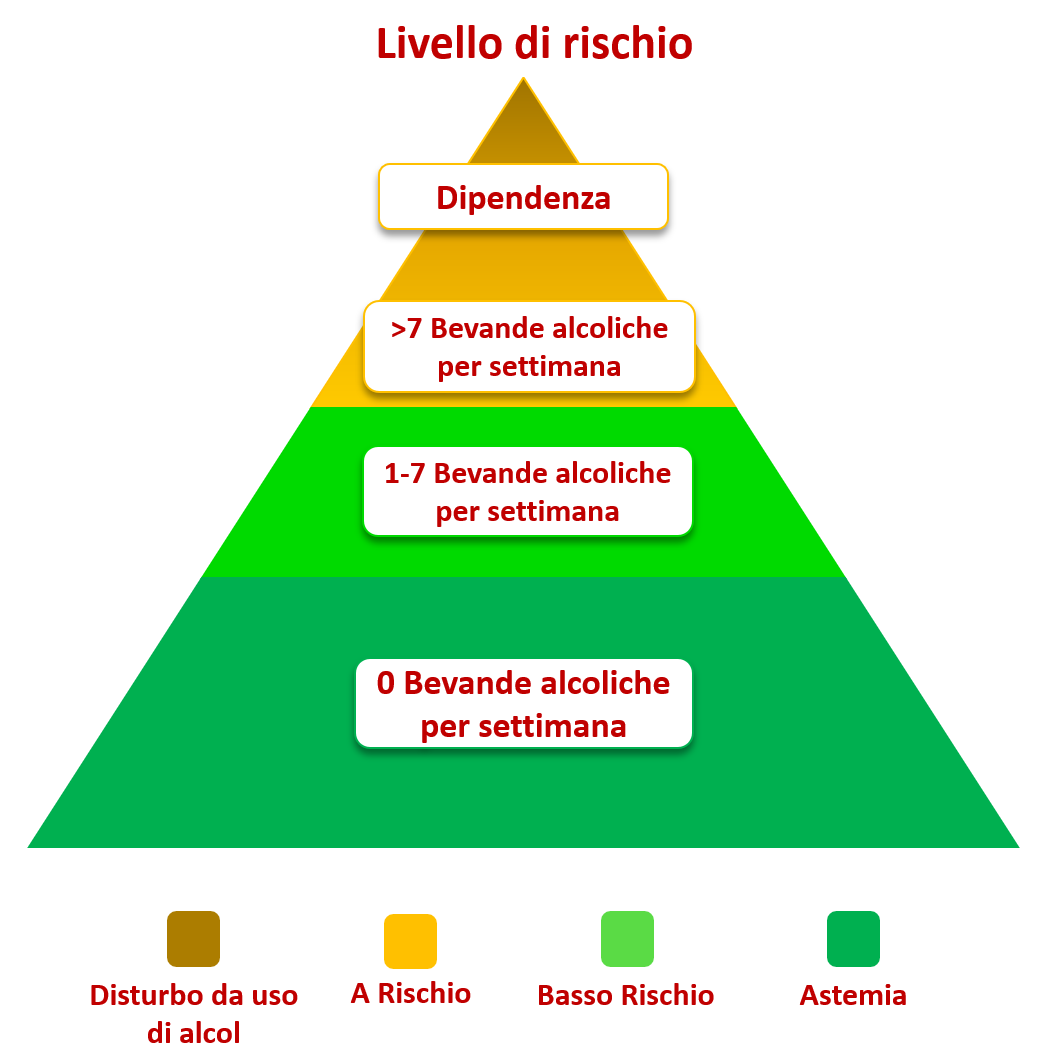 Livello di rischio
Dipendenza
>7 Bevande alcoliche
per settimana
1-7 Bevande alcoliche
per settimana
0 Bevande alcoliche
per settimana
Disturbo da uso
di alcol
A Rischio
Basso Rischio
Astemia